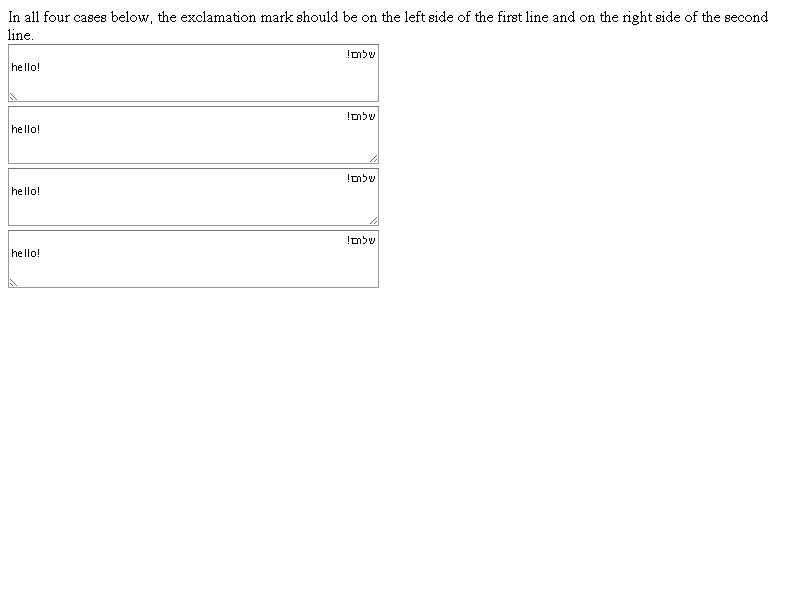 In all four cases below, the exclamation mark should be on the left side of the first line and on the right side of the second
line.
שלום!
hello!
שלום!
hello!
שלום!
hello!
שלום!
hello!